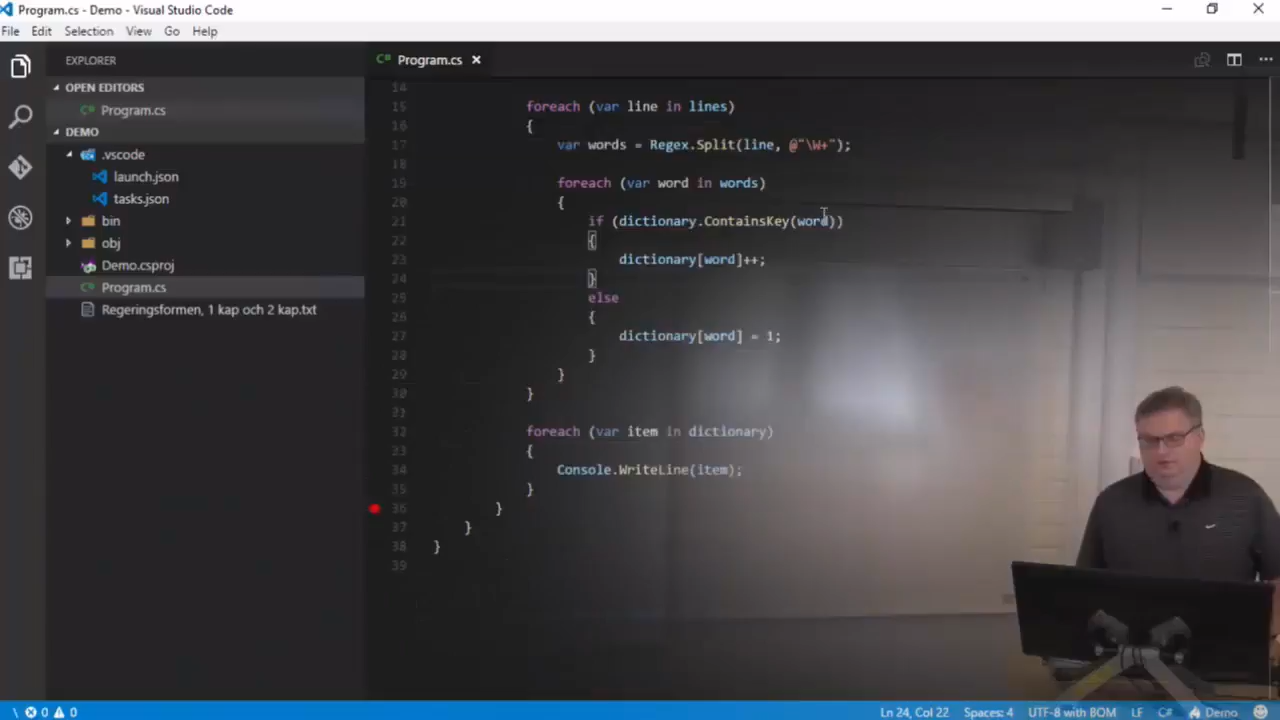 Program.cs - Demo - Visual Studio Code
File Edit Selection View Go Help
EXPLORER
OPEN EDITORS
C# Program.cs
DEMO
.vscode
launch.json
tasks.json
bin
obj
Demo.csproj
C# Program.cs
Regeringsformen, 1 kap och 2 kap.txt
C# Program.cs ×
14
15 foreach (var line in lines)
16 {
17 var words = Regex.Split(line, @"\W+");
18
19 foreach (var word in words)
20 {
21 if (dictionary.ContainsKey(word))
22 {
23 dictionary[word]++;
24 }
25 else
26 {
27 dictionary[word] = 1;
28 }
29 }
30 }
31
32 foreach (var item in dictionary)
33 {
34 Console.WriteLine(item);
35 }
36 }
37 }
38 }
39
0 0 Ln 24, Col 22 Spaces: 4 UTF-8 with BOM LF C# Demo